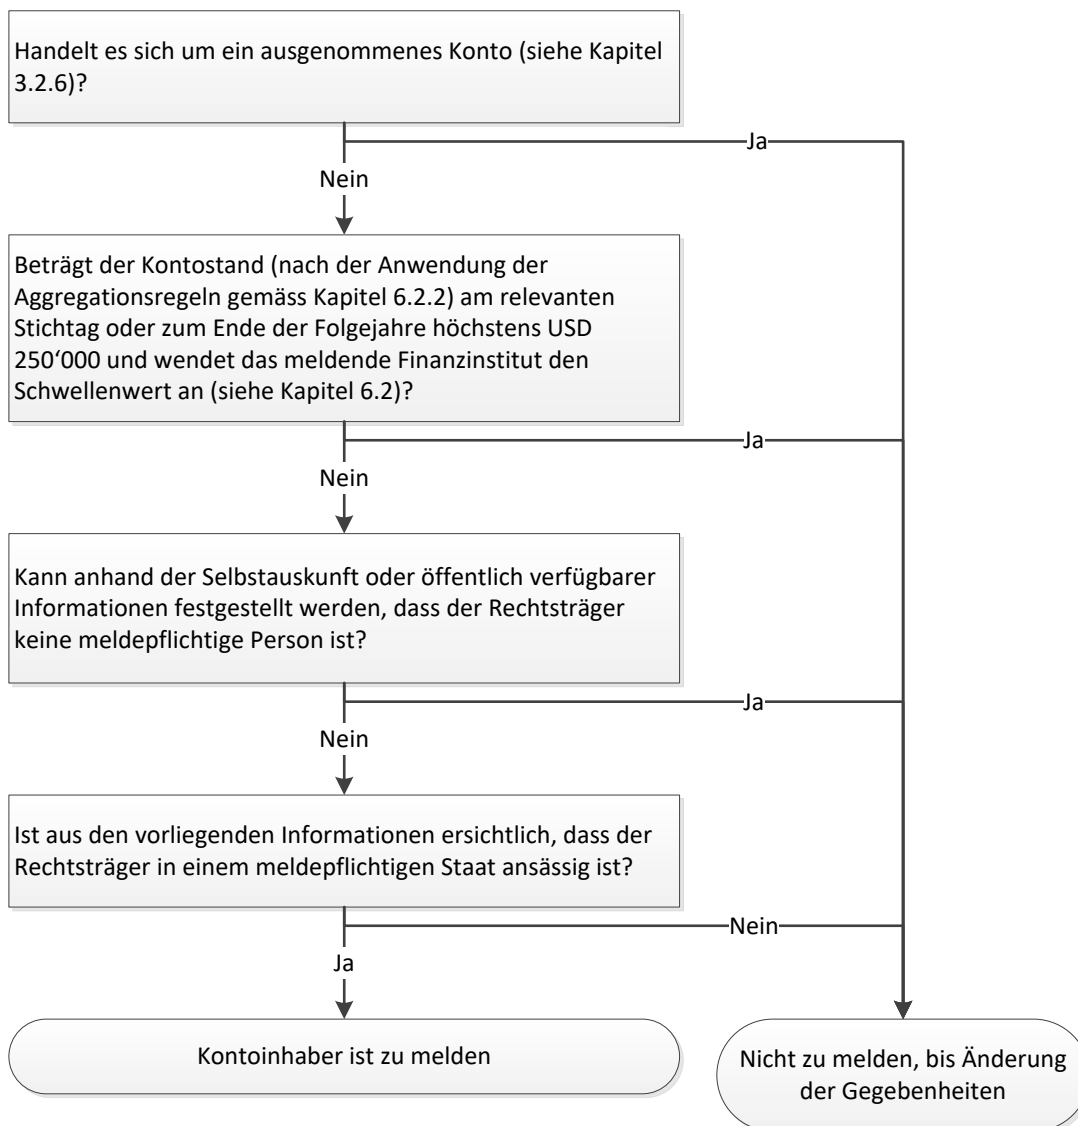 Handelt es sich um ein ausgenommenes Konto (siehe Kapitel
3.2.6)?
Ja
Nein
Beträgt der Kontostand (nach der Anwendung der
Aggregationsregeln gemäss Kapitel 6.2.2) am relevanten
Stichtag oder zum Ende der Folgejahre höchstens USD
250‘000 und wendet das meldende Finanzinstitut den
Schwellenwert an (siehe Kapitel 6.2)?
Ja
Nein
Kann anhand der Selbstauskunft oder öffentlich verfügbarer
Informationen festgestellt werden, dass der Rechtsträger
keine meldepflichtige Person ist?
Ja
Nein
Ist aus den vorliegenden Informationen ersichtlich, dass der
Rechtsträger in einem meldepflichtigen Staat ansässig ist?
Nein
Ja
Kontoinhaber ist zu melden
Nicht zu melden, bis Änderung
der Gegebenheiten